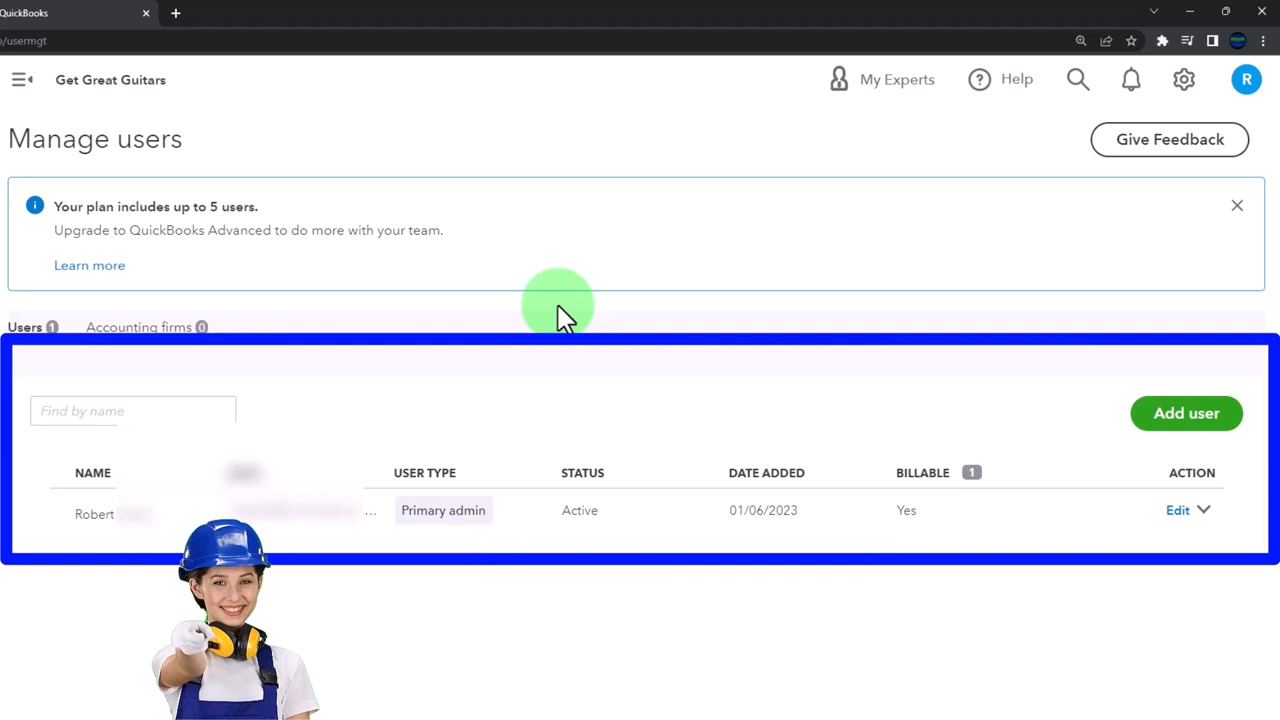 QuickBooks
/usermgt
Get Great Guitars
My Experts
Help
R
Manage users
Give Feedback
Your plan includes up to 5 users.
Upgrade to QuickBooks Advanced to do more with your team.
Learn more
Users 1 Accounting firms 0
Find by name
Add user
NAME USER TYPE STATUS DATE ADDED BILLABLE 1 ACTION
Robert ... Primary admin Active 01/06/2023 Yes Edit